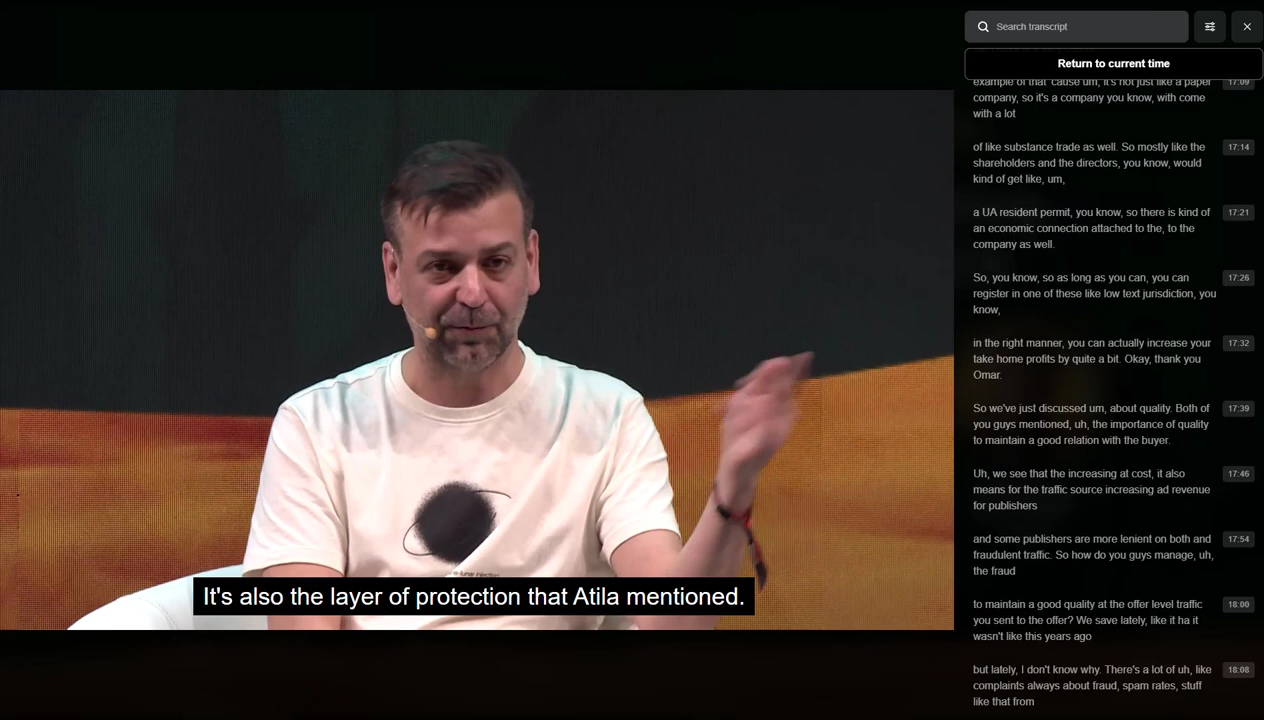 Search transcript
Return to current time
example of that 'cause um, it's not just like a paper
17:09
company, so it's a company you know, with come
with a lot
of like substance trade as well. So mostly like the
17:14
shareholders and the directors, you know, would
kind of get like, um,
a UA resident permit, you know, so there is kind of
17:21
an economic connection attached to the, to the
company as well.
So, you know, so as long as you can, you can
17:26
register in one of these like low text jurisdiction, you
know,
in the right manner, you can actually increase your
17:32
take home profits by quite a bit. Okay, thank you
Omar.
So we've just discussed um, about quality. Both of
17:39
you guys mentioned, uh, the importance of quality
to maintain a good relation with the buyer.
Uh, we see that the increasing at cost, it also
17:46
means for the traffic source increasing ad revenue
for publishers
and some publishers are more lenient on both and
17:54
fraudulent traffic. So how do you guys manage, uh,
the fraud
to maintain a good quality at the offer level traffic
18:00
you sent to the offer? We save lately, like it ha it
wasn't like this years ago
but lately, I don't know why. There's a lot of uh, like
18:08
complaints always about fraud, spam rates, stuff
like that from
It's also the layer of protection that Atila mentioned.